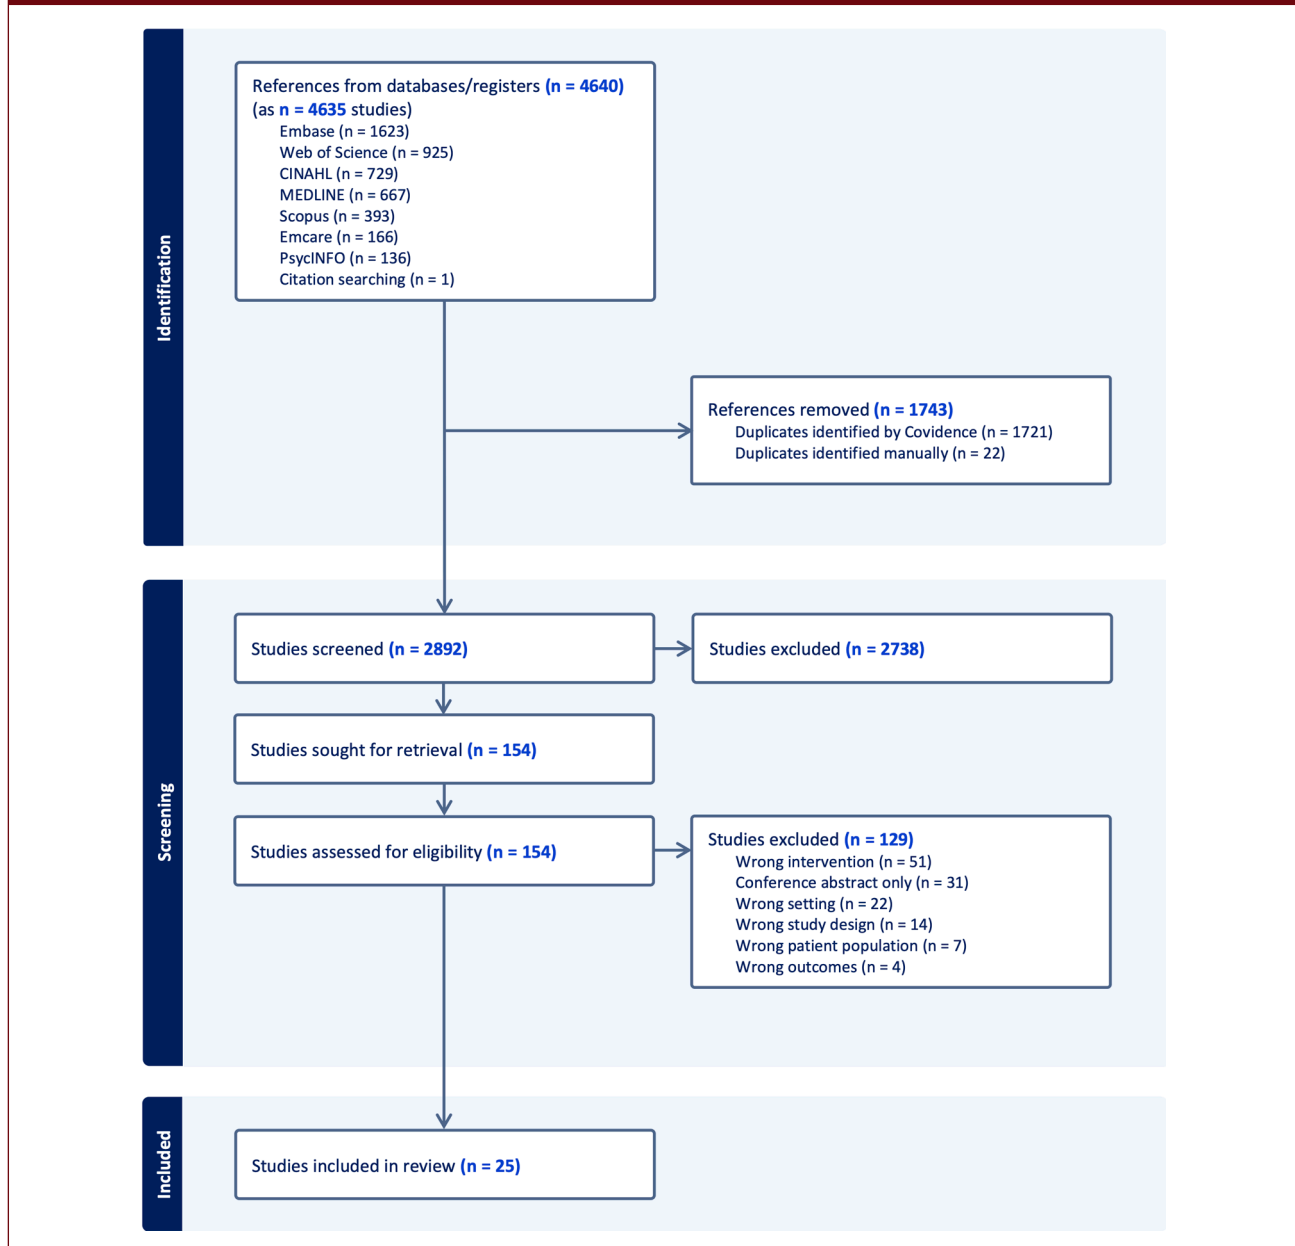 Identification
References from databases/registers (n = 4640)
(as n = 4635 studies)
Embase (n = 1623)
Web of Science (n = 925)
CINAHL (n = 729)
MEDLINE (n = 667)
Scopus (n = 393)
Emcare (n = 166)
PsycINFO (n = 136)
Citation searching (n = 1)
References removed (n = 1743)
Duplicates identified by Covidence (n = 1721)
Duplicates identified manually (n = 22)
Screening
Studies screened (n = 2892)
Studies excluded (n = 2738)
Studies sought for retrieval (n = 154)
Studies assessed for eligibility (n = 154)
Studies excluded (n = 129)
Wrong intervention (n = 51)
Conference abstract only (n = 31)
Wrong setting (n = 22)
Wrong study design (n = 14)
Wrong patient population (n = 7)
Wrong outcomes (n = 4)
Included
Studies included in review (n = 25)